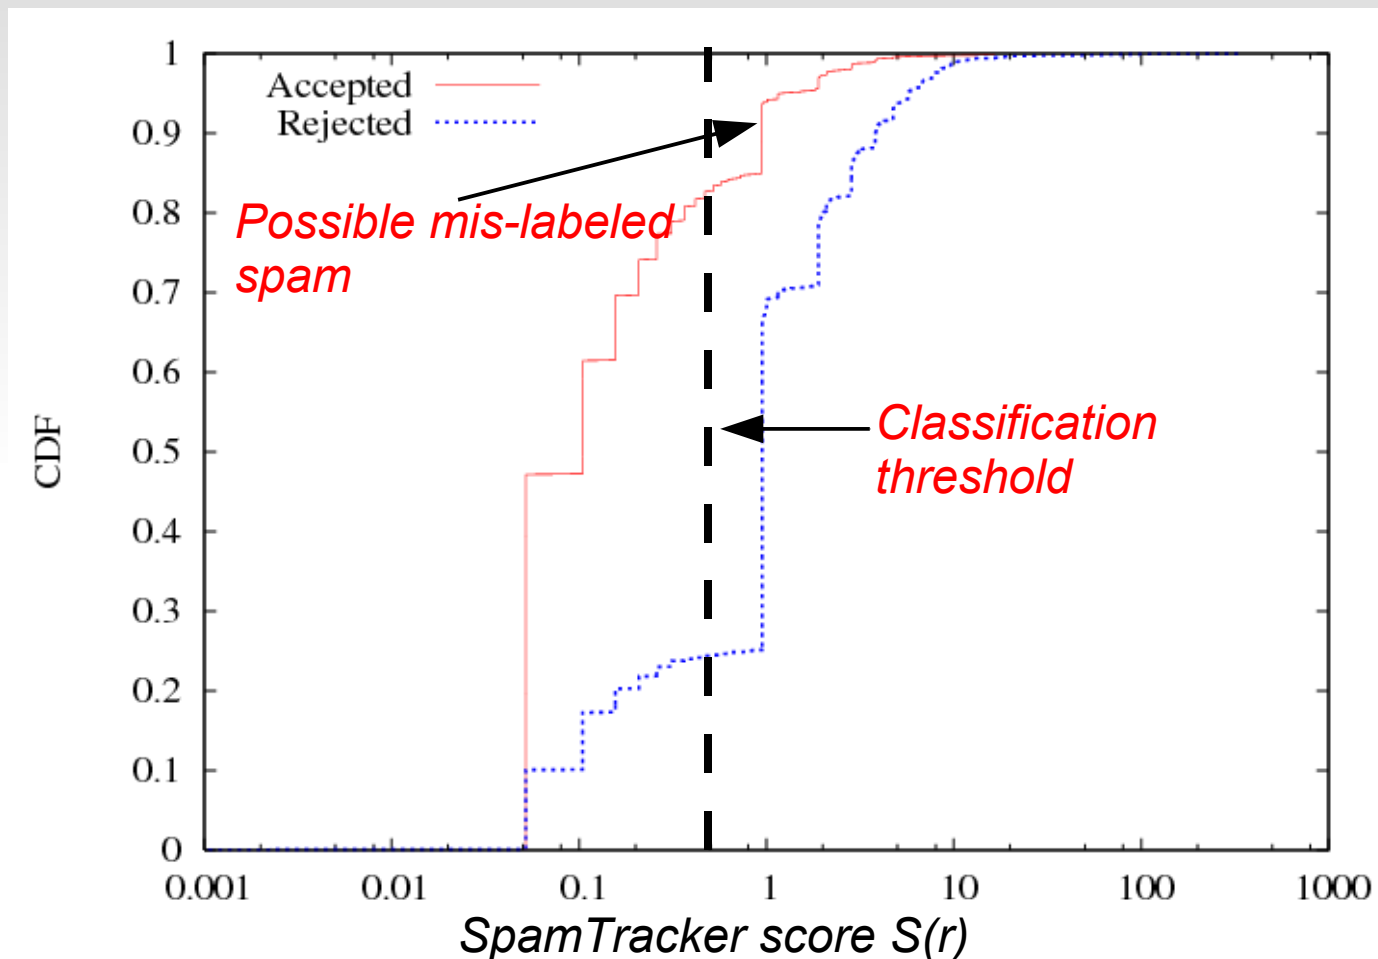 1
0.9
0.8
0.7
0.6
0.5
0.4
0.3
0.2
0.1
0
CDF
Accepted
Rejected
Possible mis-labeled
spam
Classification
threshold
0.001 0.01 0.1 1 10 100 1000
SpamTracker score S(r)